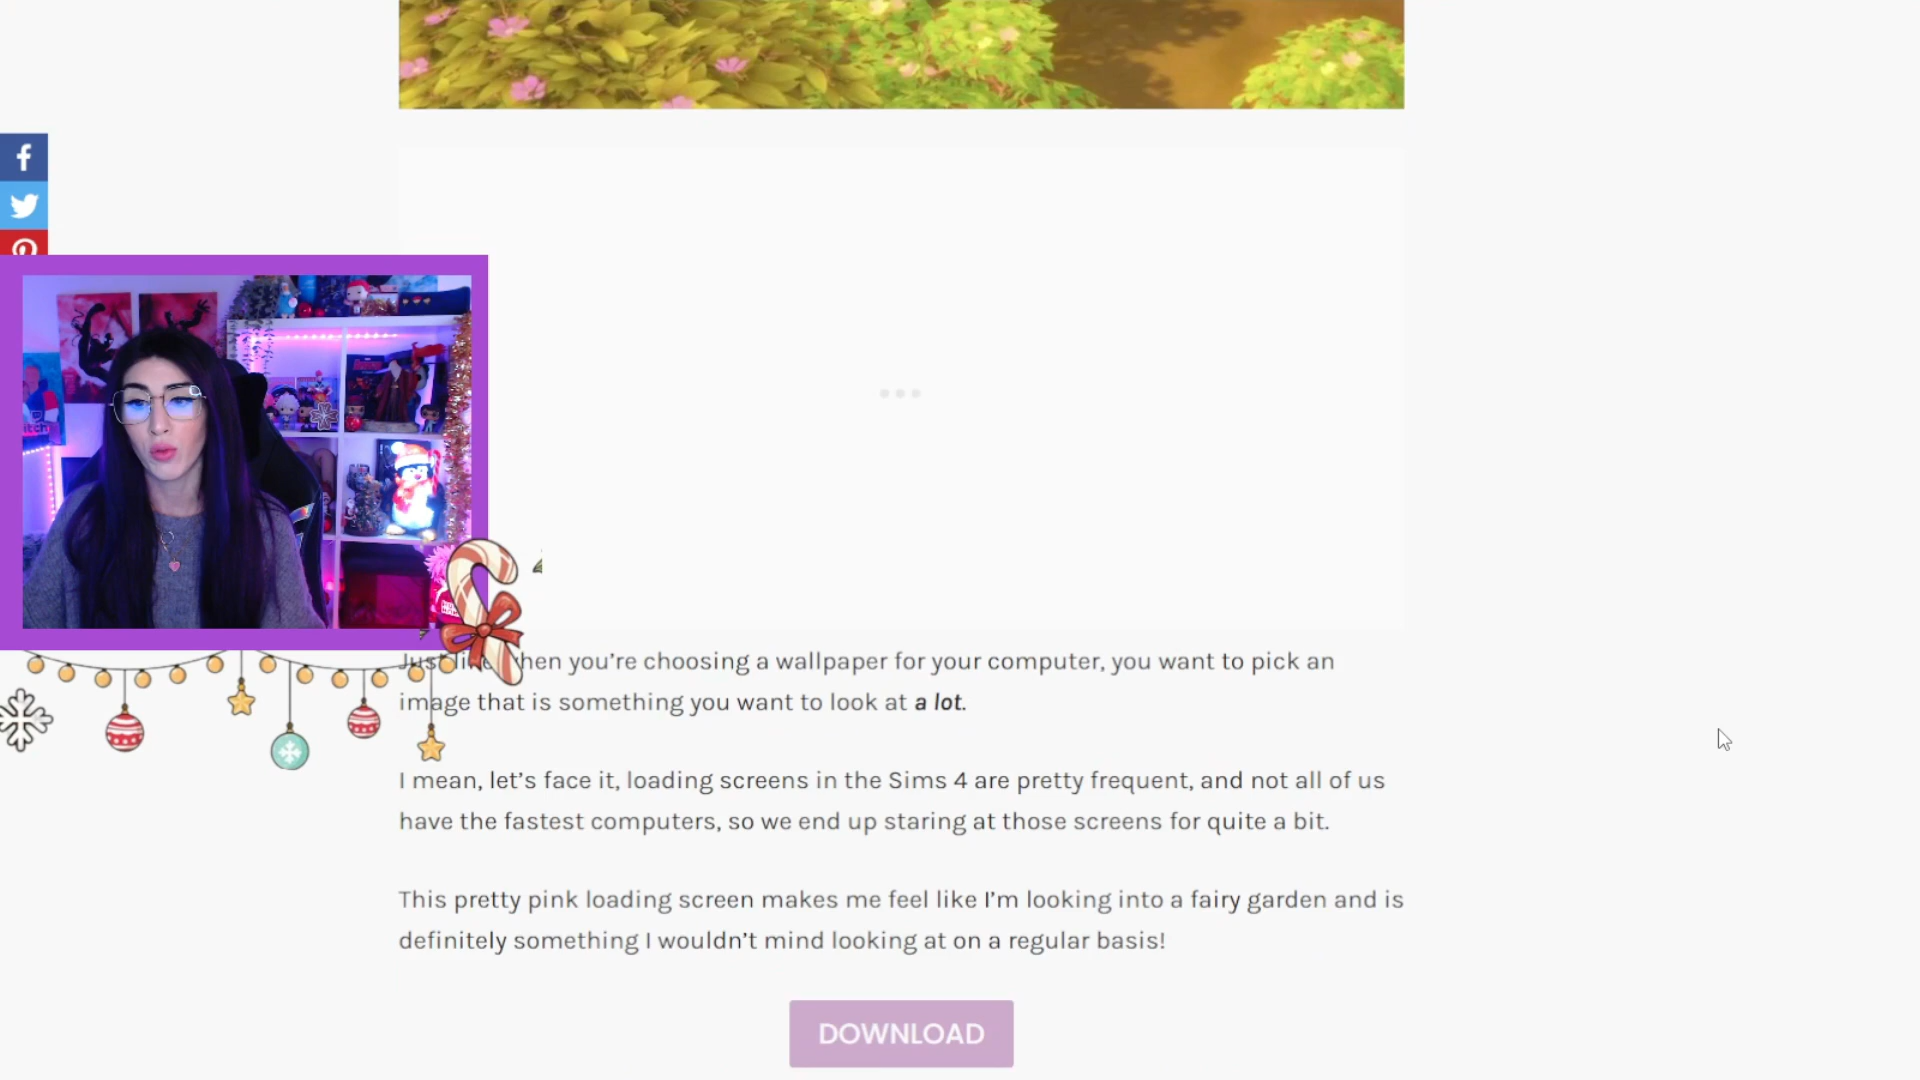 Just like when you’re choosing a wallpaper for your computer, you want to pick an
image that is something you want to look at a lot.
I mean, let’s face it, loading screens in the Sims 4 are pretty frequent, and not all of us
have the fastest computers, so we end up staring at those screens for quite a bit.
This pretty pink loading screen makes me feel like I’m looking into a fairy garden and is
definitely something I wouldn’t mind looking at on a regular basis!
DOWNLOAD